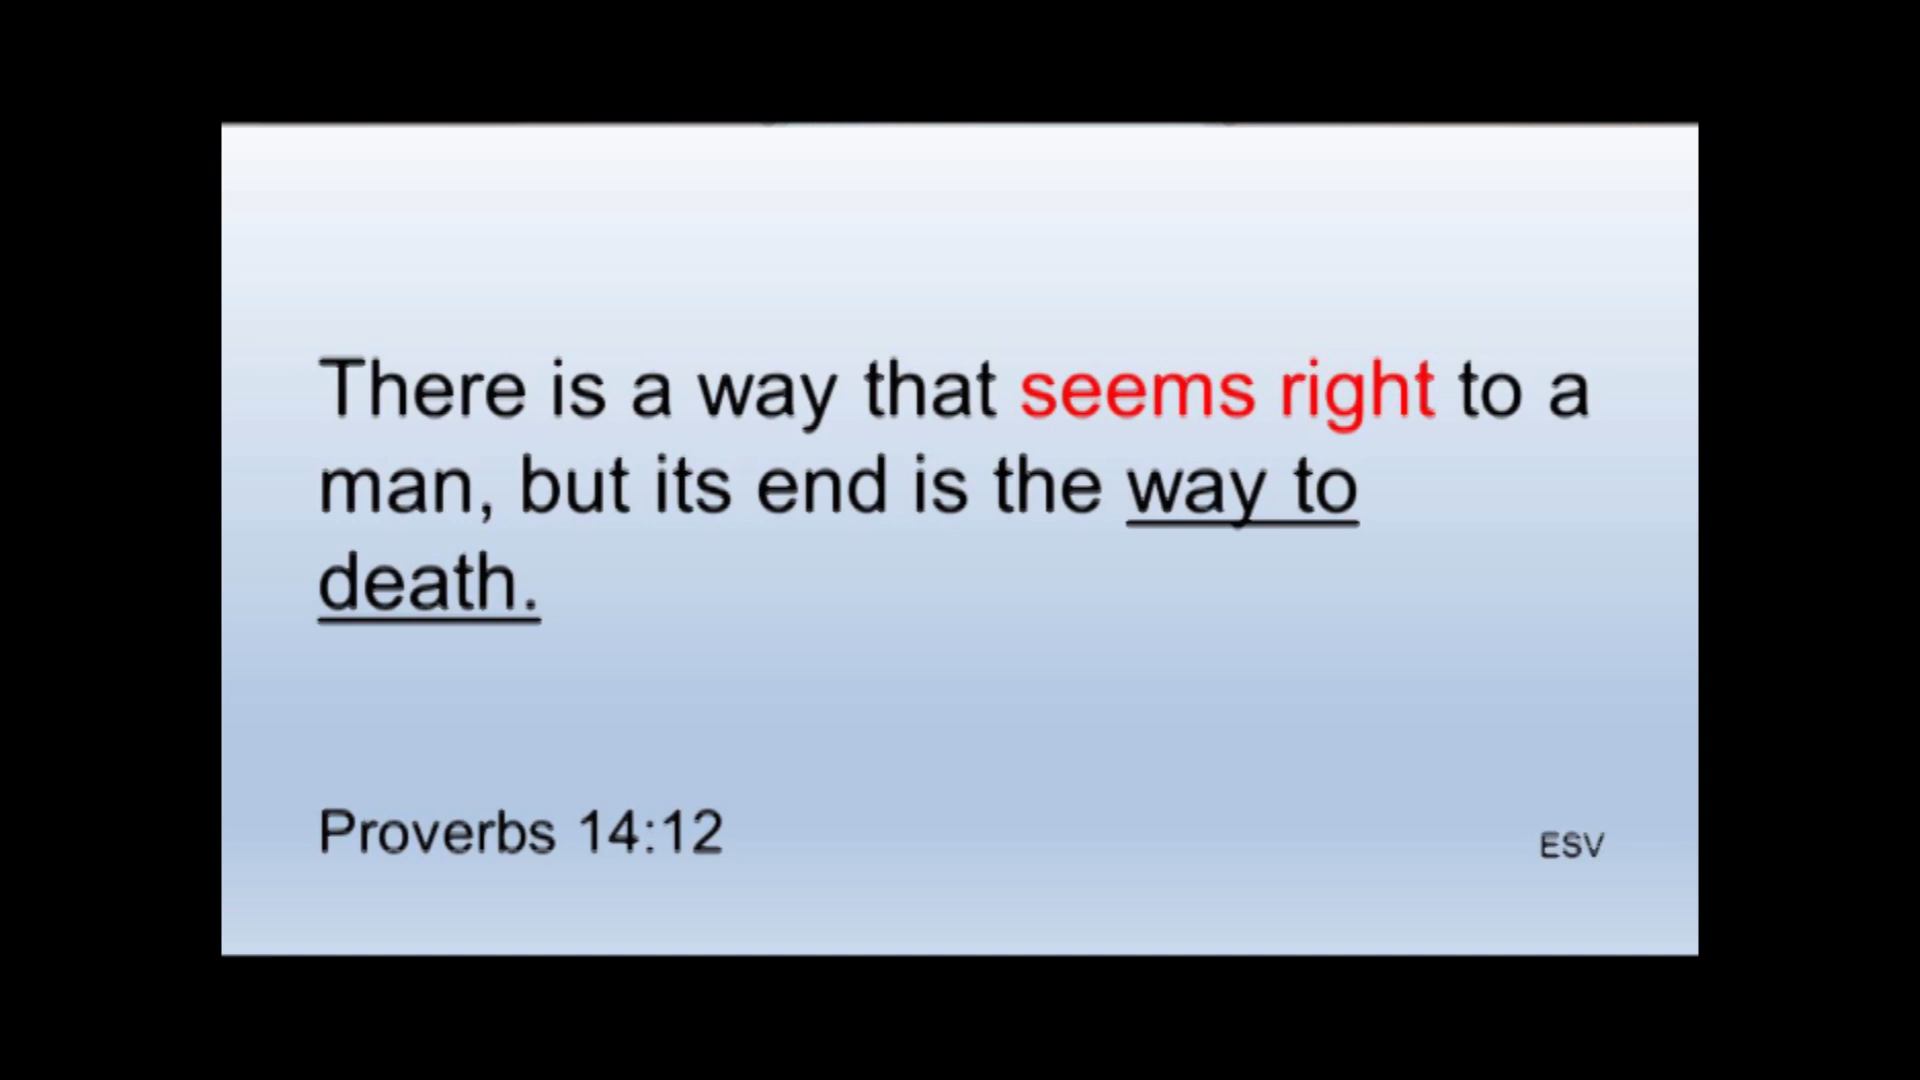 There is a way that seems right to a
man, but its end is the way to
death.
Proverbs 14:12
ESV